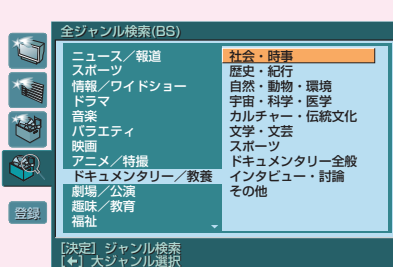 全ジャンル検索(BS)
ニュース／報道
スポーツ
情報／ワイドショー
ドラマ
音楽
バラエティ
映画
アニメ／特撮
ドキュメンタリー／教養
劇場／公演
趣味／教育
福祉
社会・時事
歴史・紀行
自然・動物・環境
宇宙・科学・医学
カルチャー・伝統文化
文学・文芸
スポーツ
ドキュメンタリー全般
インタビュー・討論
その他
登録
[決定] ジャンル検索
[←] 大ジャンル選択